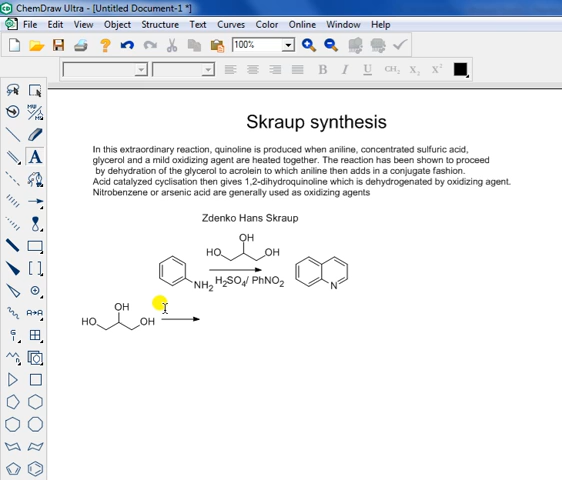 ChemDraw Ultra - [Untitled Document-1 *]
File Edit View Object Structure Text Curves Color Online Window Help
100%
B I U CH2 X2 X2
Skraup synthesis
In this extraordinary reaction, quinoline is produced when aniline, concentrated sulfuric acid,
glycerol and a mild oxidizing agent are heated together. The reaction has been shown to proceed
by dehydration of the glycerol to acrolein to which aniline then adds in a conjugate fashion.
Acid catalyzed cyclisation then gives 1,2-dihydroquinoline which is dehydrogenated by oxidizing agent.
Nitrobenzene or arsenic acid are generally used as oxidizing agents
Zdenko Hans Skraup
OH
HO OH
NH2 H2SO4/ PhNO2 N
OH
HO OH